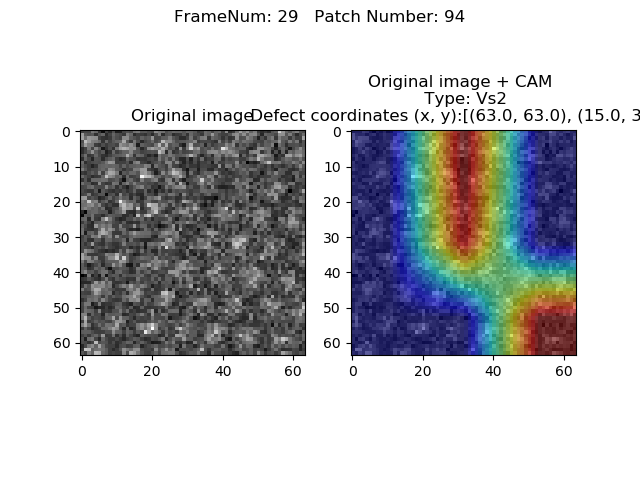 FrameNum: 29   Patch Number: 94
Original image
Original image + CAM
Type: Vs2
Defect coordinates (x, y):[(63.0, 63.0), (15.0, 3
0
10
20
30
40
50
60
0 20 40 60
0
10
20
30
40
50
60
0 20 40 60